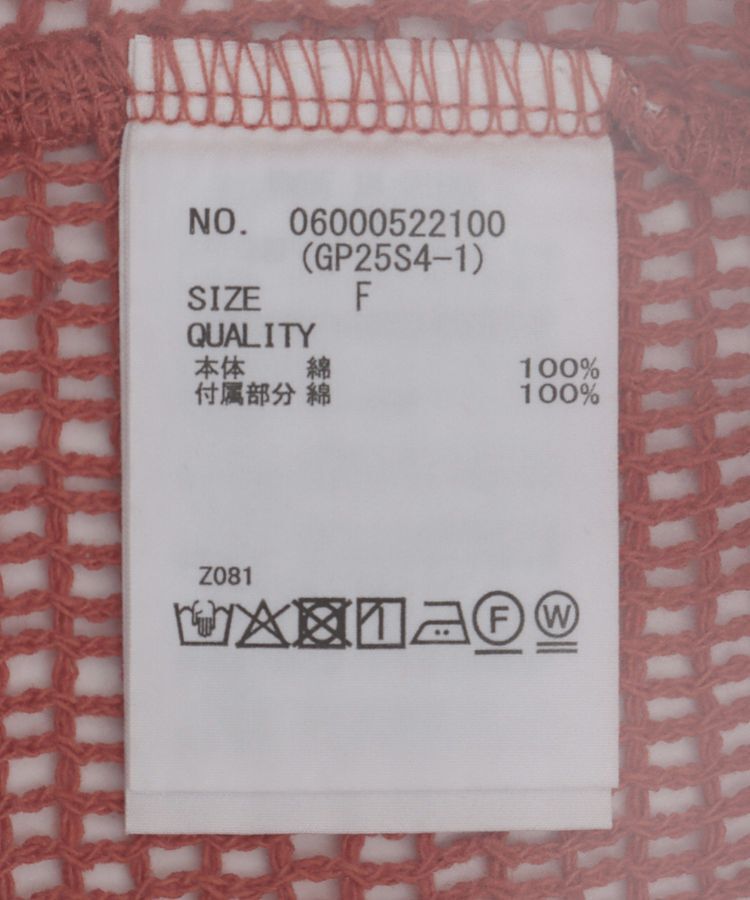 NO. 06000522100
(GP25S4-1)
SIZE F
QUALITY
本体 綿 100%
付属部分 綿 100%
Z081
F W